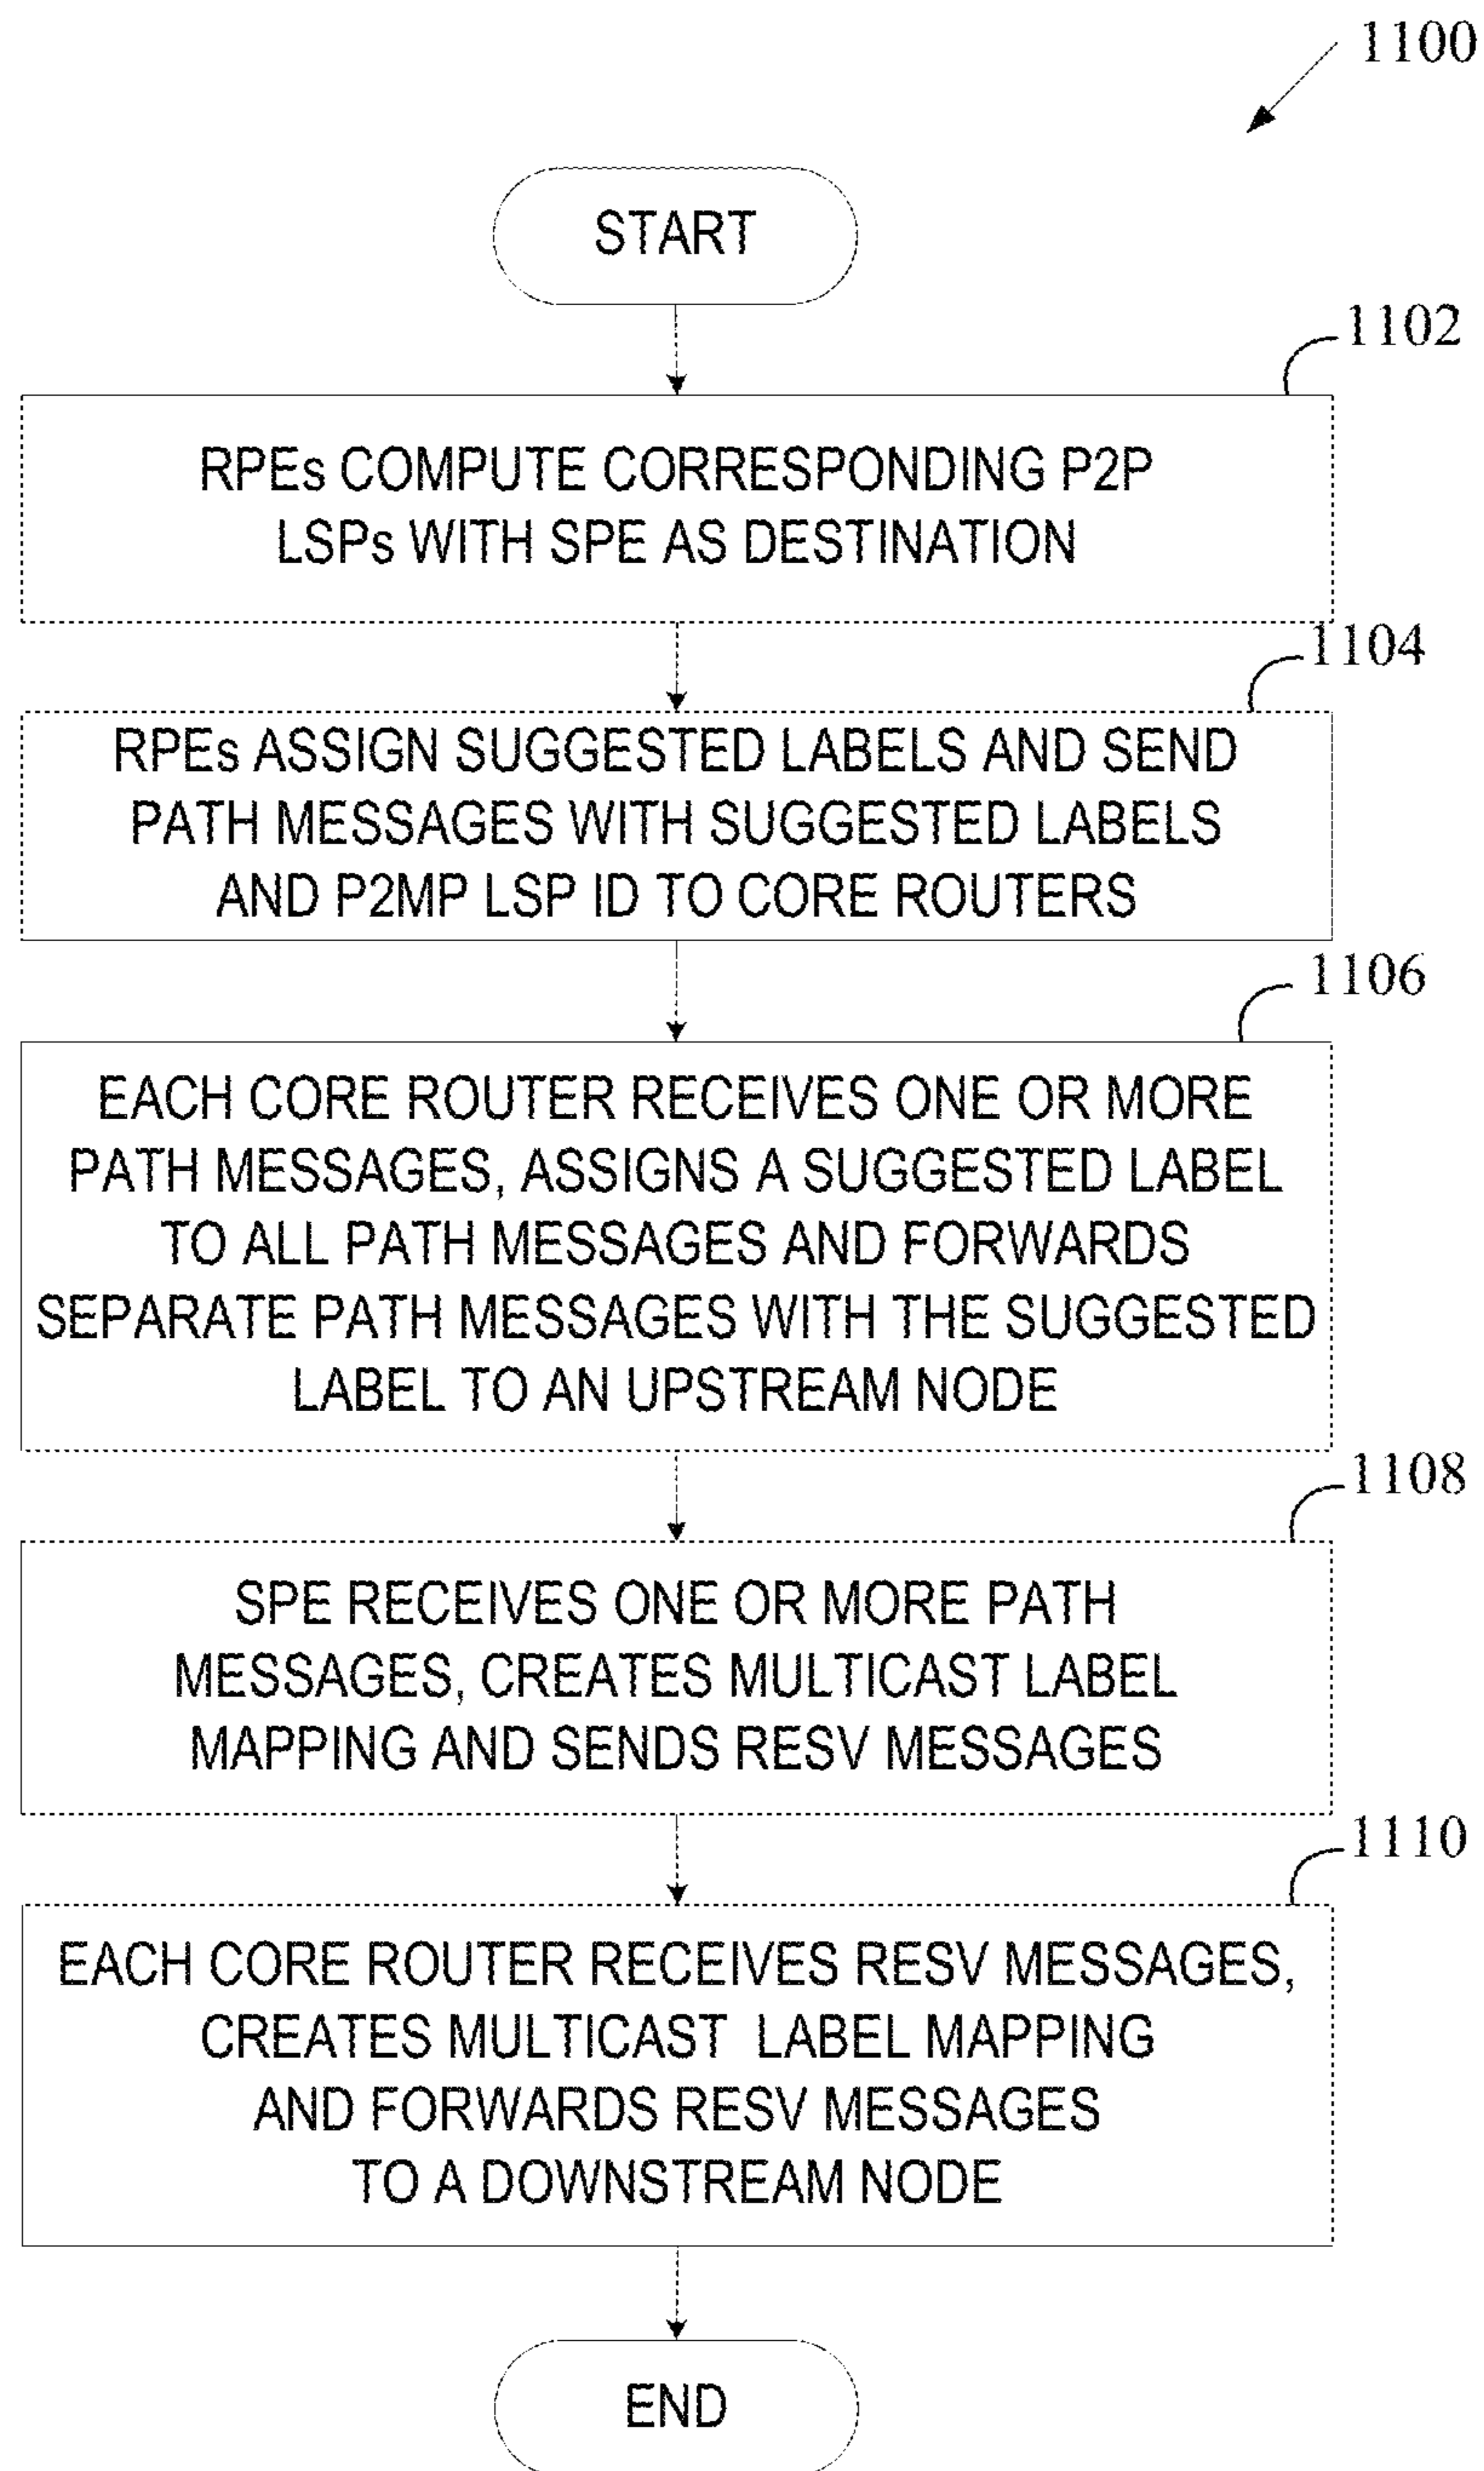 1100
START
1102
RPEs COMPUTE CORRESPONDING P2P
LSPs WITH SPE AS DESTINATION
1104
RPEs ASSIGN SUGGESTED LABELS AND SEND
PATH MESSAGES WITH SUGGESTED LABELS
AND P2MP LSP ID TO CORE ROUTERS
1106
EACH CORE ROUTER RECEIVES ONE OR MORE
PATH MESSAGES, ASSIGNS A SUGGESTED LABEL
TO ALL PATH MESSAGES AND FORWARDS
SEPARATE PATH MESSAGES WITH THE SUGGESTED
LABEL TO AN UPSTREAM NODE
1108
SPE RECEIVES ONE OR MORE PATH
MESSAGES, CREATES MULTICAST LABEL
MAPPING AND SENDS RESV MESSAGES
1110
EACH CORE ROUTER RECEIVES RESV MESSAGES,
CREATES MULTICAST LABEL MAPPING
AND FORWARDS RESV MESSAGES
TO A DOWNSTREAM NODE
END